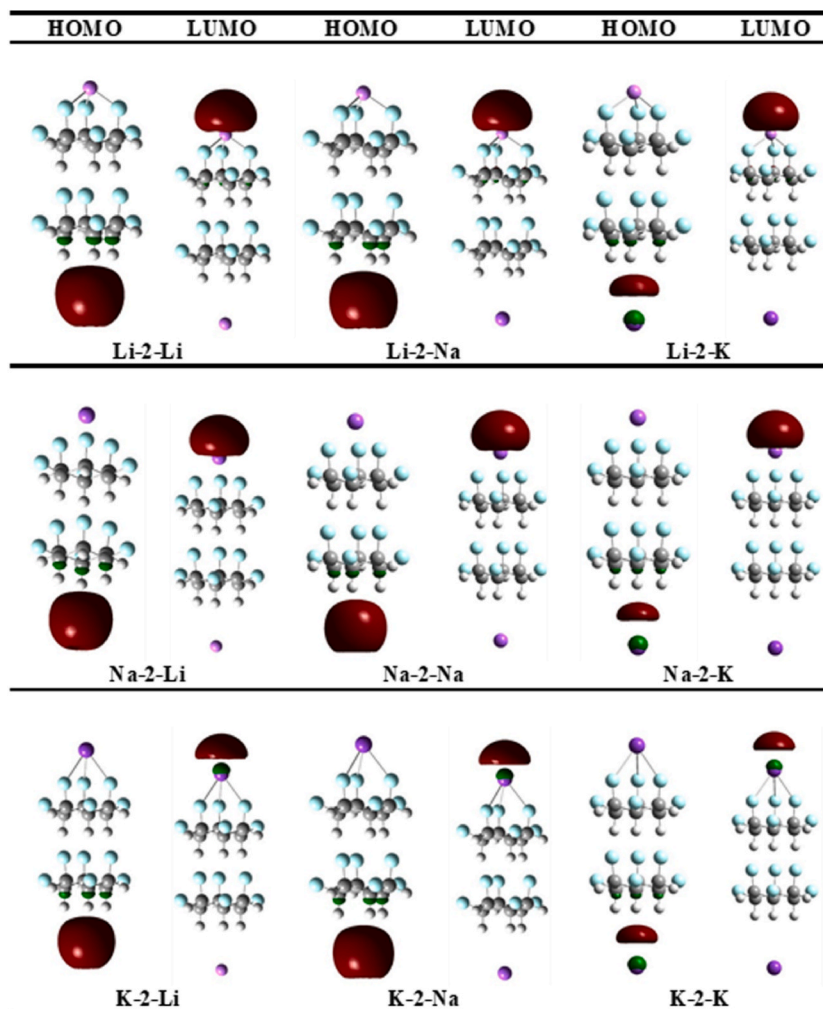 HOMO LUMO HOMO LUMO HOMO LUMO
Li-2-Li Li-2-Na Li-2-K
Na-2-Li Na-2-Na Na-2-K
K-2-Li K-2-Na K-2-K